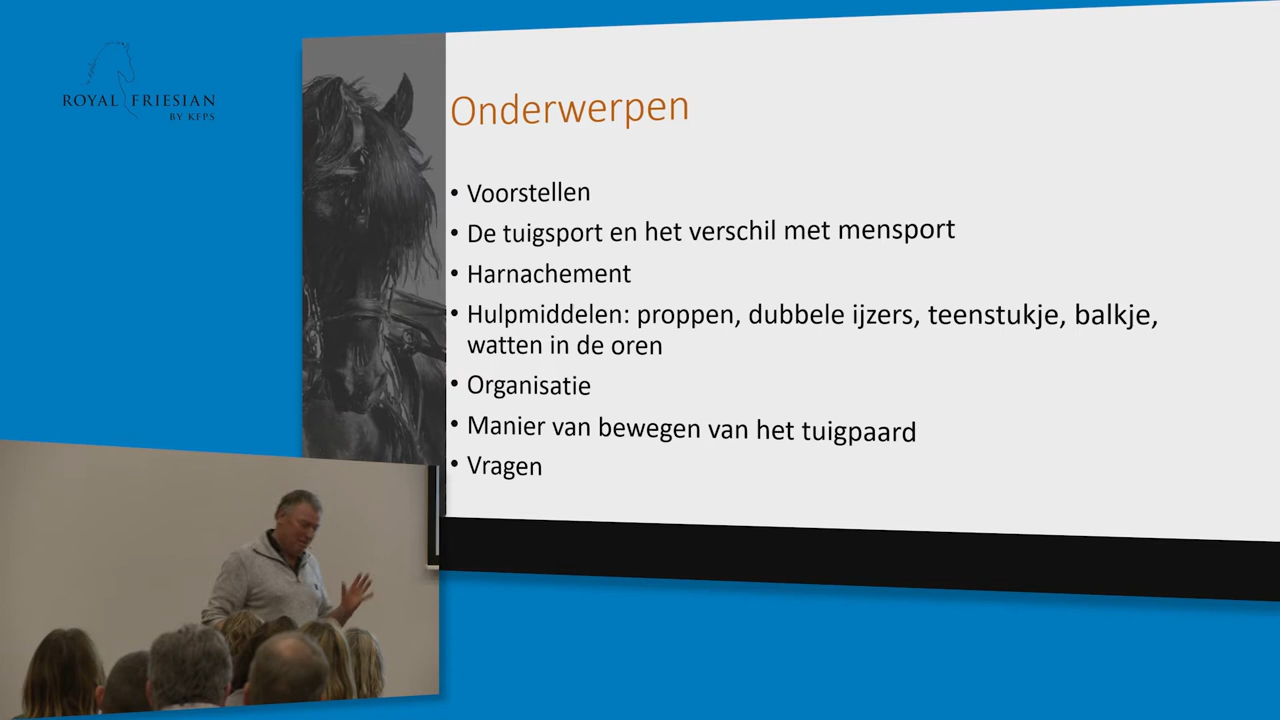 ROYAL FRIESIAN
BY KFPS
Onderwerpen
• Voorstellen
• De tuigsport en het verschil met mensport
• Harnachement
• Hulpmiddelen: proppen, dubbele ijzers, teenstukje, balkje,
watten in de oren
• Organisatie
• Manier van bewegen van het tuigpaard
• Vragen